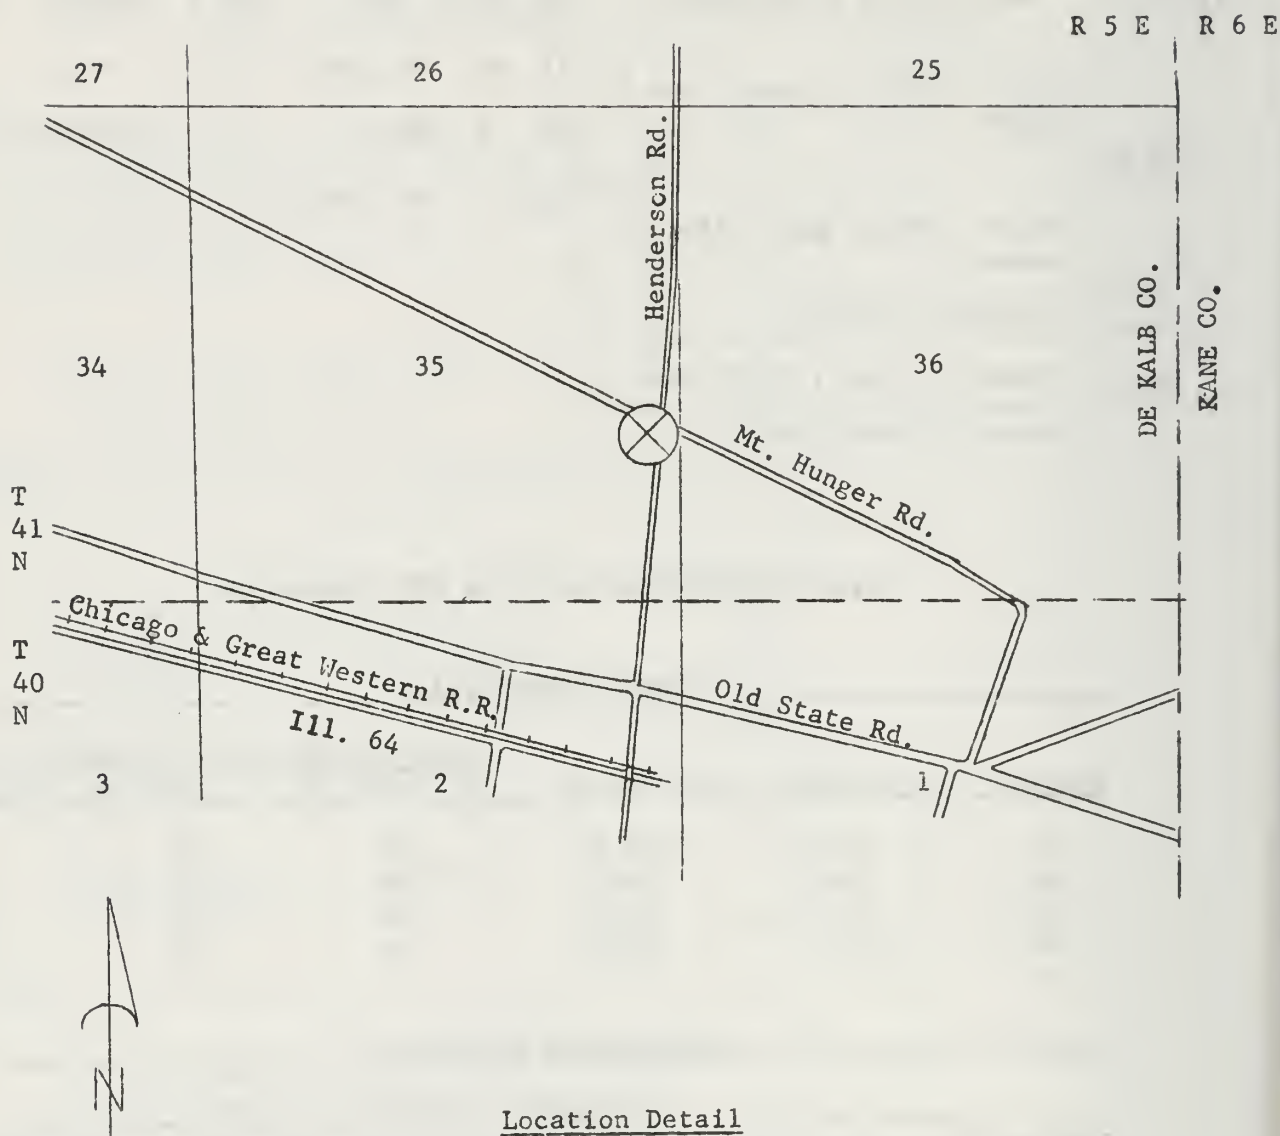 R 5 E R 6 E
27 26 25
Henderson Rd.
DE KALB CO.
KANE CO.
34 35 36
Mt. Hunger Rd.
T
41
N
Chicago & Great Western R.R.
T
40
N
Old State Rd.
Ill. 64
3 2 1
N
Location Detail